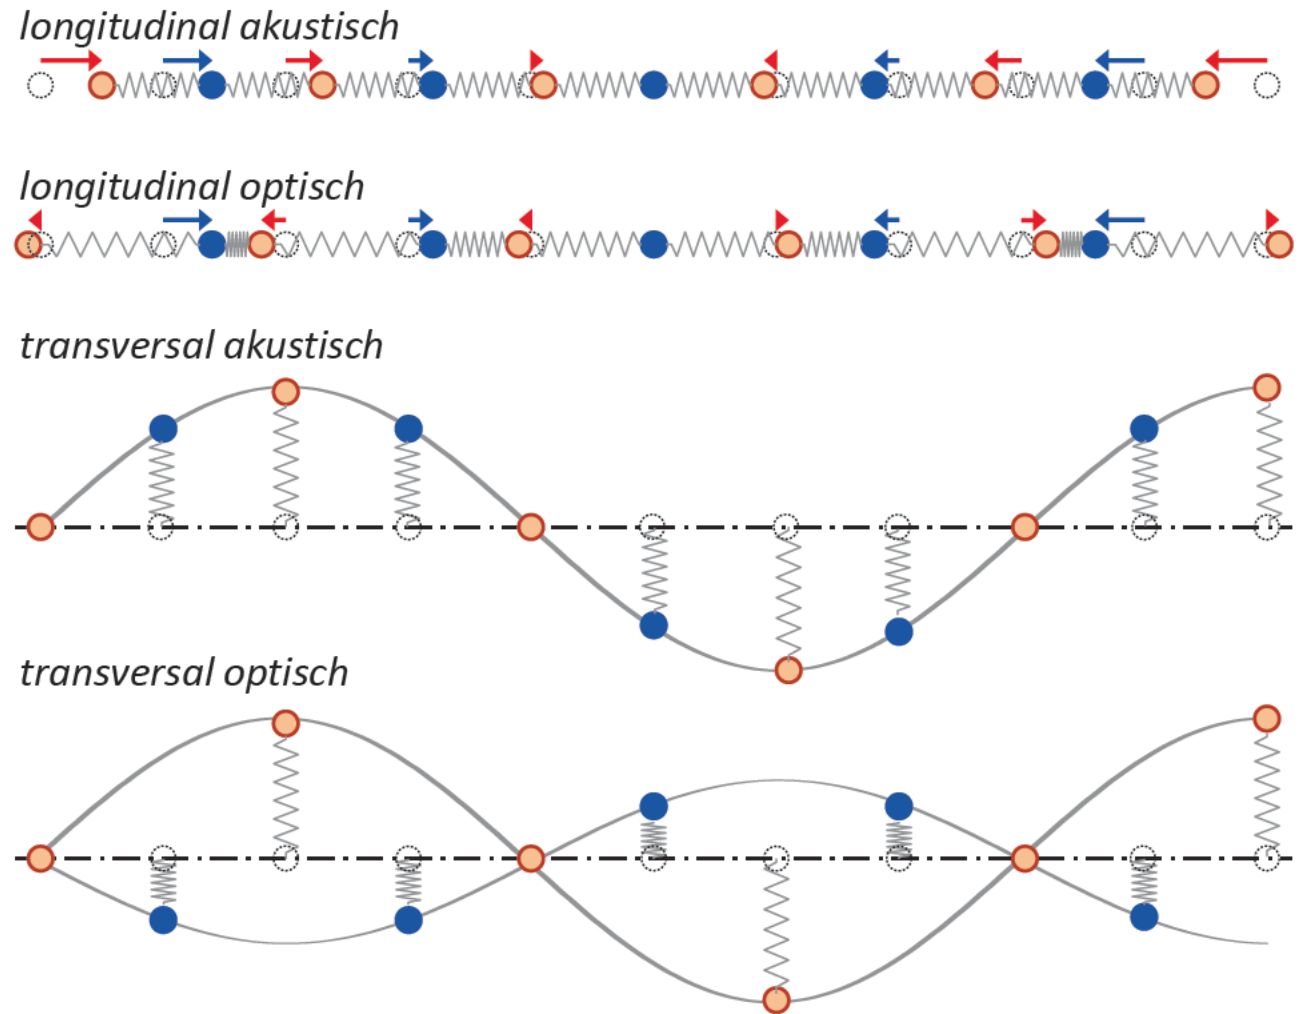 longitudinal akustisch
longitudinal optisch
transversal akustisch
transversal optisch